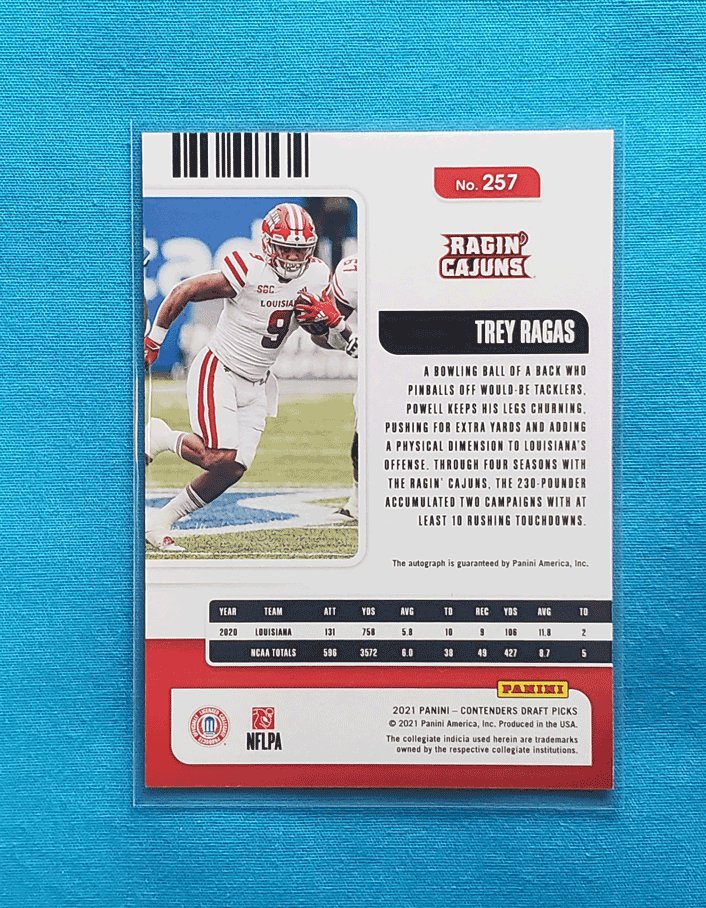 No. 257
RAGIN'
CAJUNS
SBC
LOUISIANA
9
TREY RAGAS
A BOWLING BALL OF A BACK WHO
PINBALLS OFF WOULD-BE TACKLERS,
POWELL KEEPS HIS LEGS CHURNING,
PUSHING FOR EXTRA YARDS AND ADDING
A PHYSICAL DIMENSION TO LOUISIANA'S
OFFENSE. THROUGH FOUR SEASONS WITH
THE RAGIN' CAJUNS, THE 230-POUNDER
ACCUMULATED TWO CAMPAIGNS WITH AT
LEAST 10 RUSHING TOUCHDOWNS.
The autograph is guaranteed by Panini America, Inc.
YEAR TEAM ATT YDS AVG TD REC YDS AVG TD
2020 LOUISIANA 131 758 5.8 10 9 106 11.8 2
NCAA TOTALS 596 3572 6.0 38 49 427 8.7 5
PANINI
2021 PANINI – CONTENDERS DRAFT PICKS
© 2021 Panini America, Inc. Produced in the USA.
The collegiate indicia used herein are trademarks
owned by the respective collegiate institutions.
NFLPA